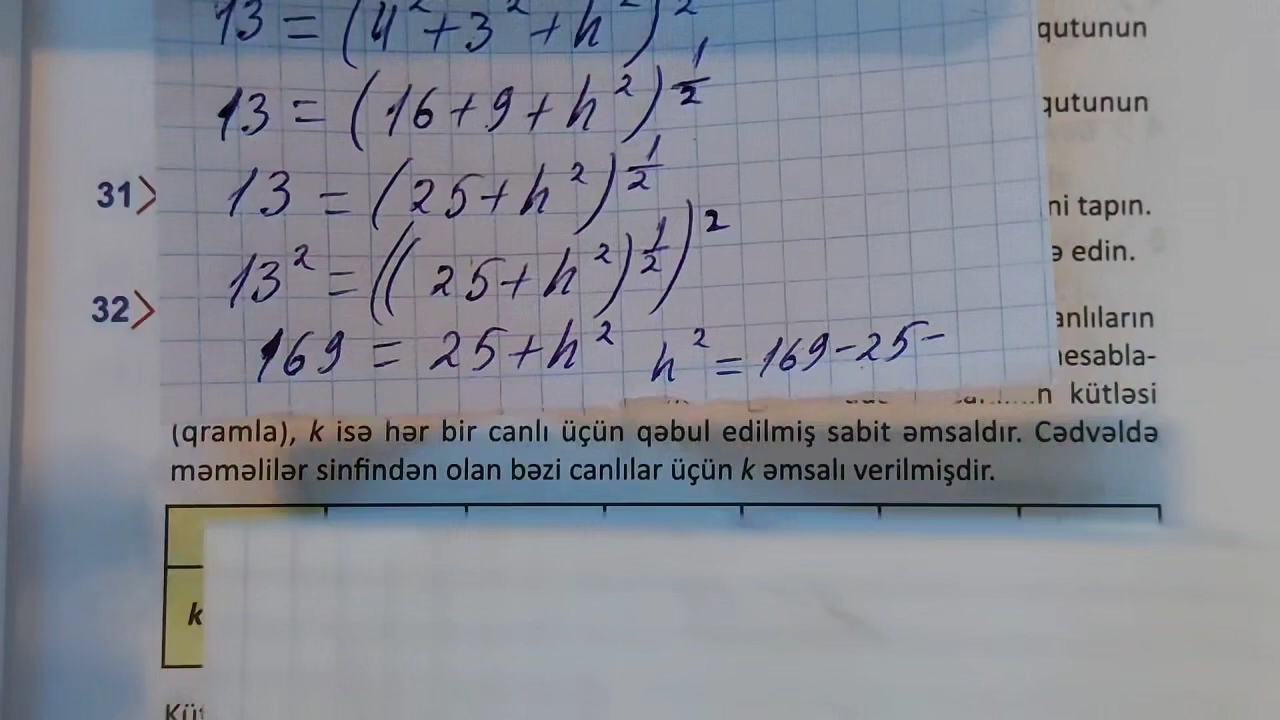 13 = (4² + 3² + h²)^½
qutunun
13 = (16 + 9 + h²)^½
qutunun
31> 13 = (25 + h²)^½
ni tapın.
13² = ((25 + h²)^½)²
ə edin.
32>
anlıların
169 = 25 + h² h² = 169 - 25 -
hesabla-
n kütləsi
(qramla), k isə hər bir canlı üçün qəbul edilmiş sabit əmsaldır. Cədvəldə
məməlilər sinfindən olan bəzi canlılar üçün k əmsalı verilmişdir.
k